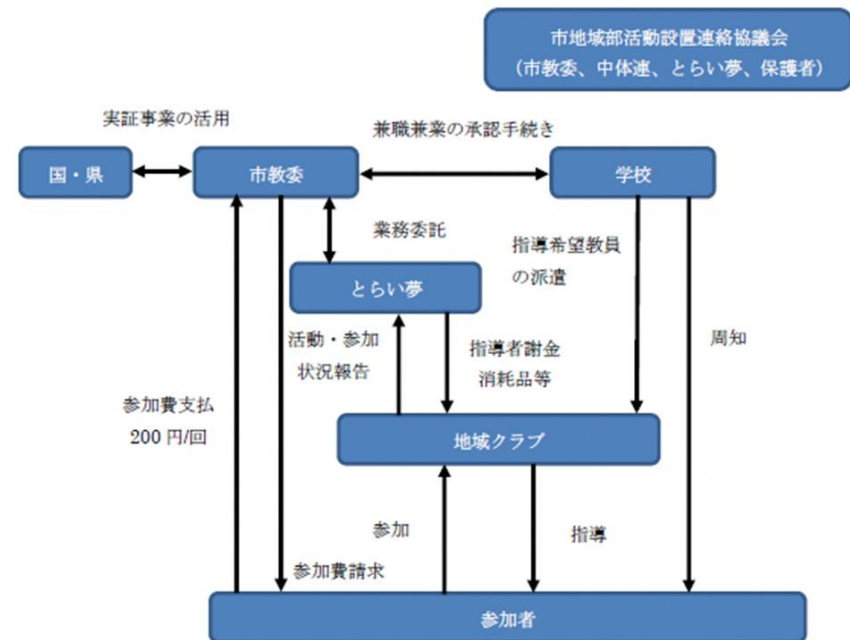 市地域部活動設置連絡協議会
（市教委、中体連、とらい夢、保護者）
実証事業の活用
兼職兼業の承認手続き
国・県
市教委
学校
業務委託
指導希望教員
の派遣
とらい夢
活動・参加
状況報告
指導者謝金
消耗品等
周知
参加費支払
200 円/回
地域クラブ
参加
指導
参加費請求
参加者